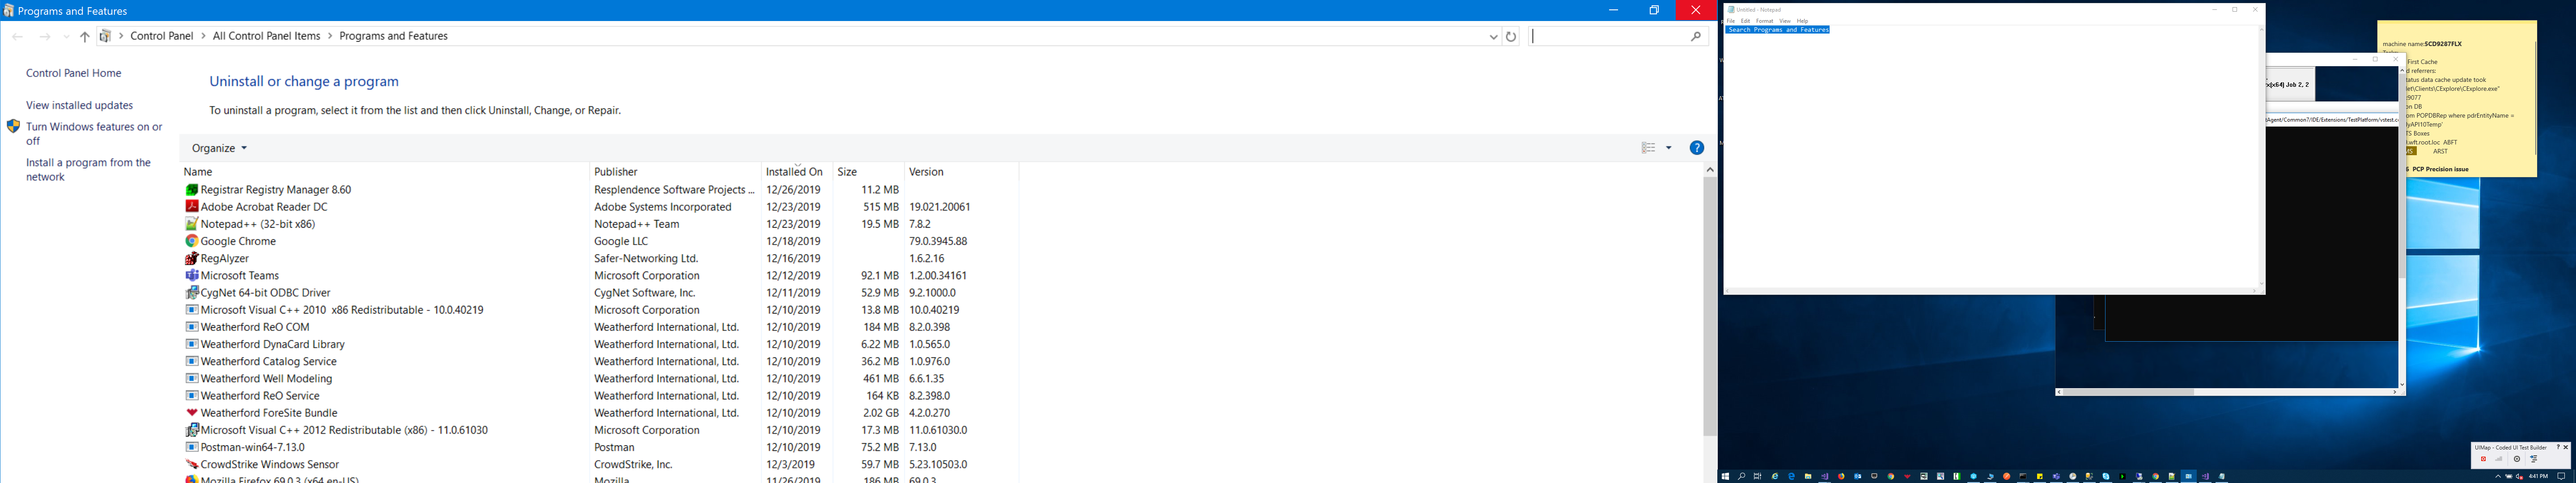 Programs and Features
Control Panel > All Control Panel Items > Programs and Features
Control Panel Home
View installed updates
Turn Windows features on or
off
Install a program from the
network
Uninstall or change a program
To uninstall a program, select it from the list and then click Uninstall, Change, or Repair.
Organize
Name Publisher Installed On Size Version
Registrar Registry Manager 8.60 Resplendence Software Projects ... 12/26/2019 11.2 MB
Adobe Acrobat Reader DC Adobe Systems Incorporated 12/23/2019 515 MB 19.021.20061
Notepad++ (32-bit x86) Notepad++ Team 12/23/2019 19.5 MB 7.8.2
Google Chrome Google LLC 12/18/2019 79.0.3945.88
RegAlyzer Safer-Networking Ltd. 12/16/2019 1.6.2.16
Microsoft Teams Microsoft Corporation 12/12/2019 92.1 MB 1.2.00.34161
CygNet 64-bit ODBC Driver CygNet Software, Inc. 12/11/2019 52.9 MB 9.2.1000.0
Microsoft Visual C++ 2010  x86 Redistributable - 10.0.40219 Microsoft Corporation 12/10/2019 13.8 MB 10.0.40219
Weatherford ReO COM Weatherford International, Ltd. 12/10/2019 184 MB 8.2.0.398
Weatherford DynaCard Library Weatherford International, Ltd. 12/10/2019 6.22 MB 1.0.565.0
Weatherford Catalog Service Weatherford International, Ltd. 12/10/2019 36.2 MB 1.0.976.0
Weatherford Well Modeling Weatherford International, Ltd. 12/10/2019 461 MB 6.6.1.35
Weatherford ReO Service Weatherford International, Ltd. 12/10/2019 164 KB 8.2.398.0
Weatherford ForeSite Bundle Weatherford International, Ltd. 12/10/2019 2.02 GB 4.2.0.270
Microsoft Visual C++ 2012 Redistributable (x86) - 11.0.61030 Microsoft Corporation 12/10/2019 17.3 MB 11.0.61030.0
Postman-win64-7.13.0 Postman 12/10/2019 75.2 MB 7.13.0
CrowdStrike Windows Sensor CrowdStrike, Inc. 12/3/2019 59.7 MB 5.23.10503.0
Mozilla Firefox 69.0.3 (x64 en-US) Mozilla 11/26/2019 186 MB 69.0.3
Untitled - Notepad
File Edit Format View Help
Search Programs and Features
machine name:SCD9287FLX
First Cache
d referrers:
tatus data cache update took
let\Clients\CExplore\CExplore.exe"
9077
on DB
om POPDBRep where pdrEntityName =
lyAPI10Temp'
TS Boxes
l.wft.root.loc ABFT
MS ARST
6 PCP Precision issue
[x64] Job 2, 2
Agent/Common7/IDE/Extensions/TestPlatform/vstest.c
UIMap - Coded UI Test Builder
4:41 PM